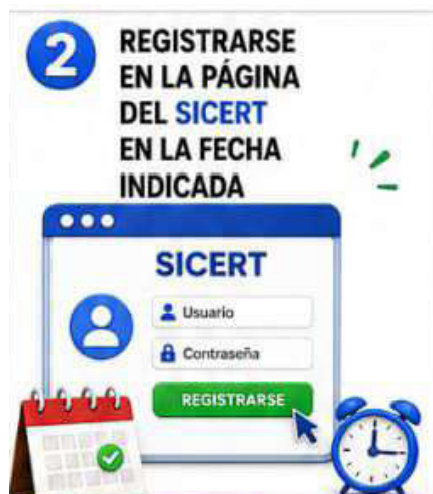 2
REGISTRARSE
EN LA PÁGINA
DEL SICERT
EN LA FECHA
INDICADA
SICERT
Usuario
Contraseña
REGISTRARSE